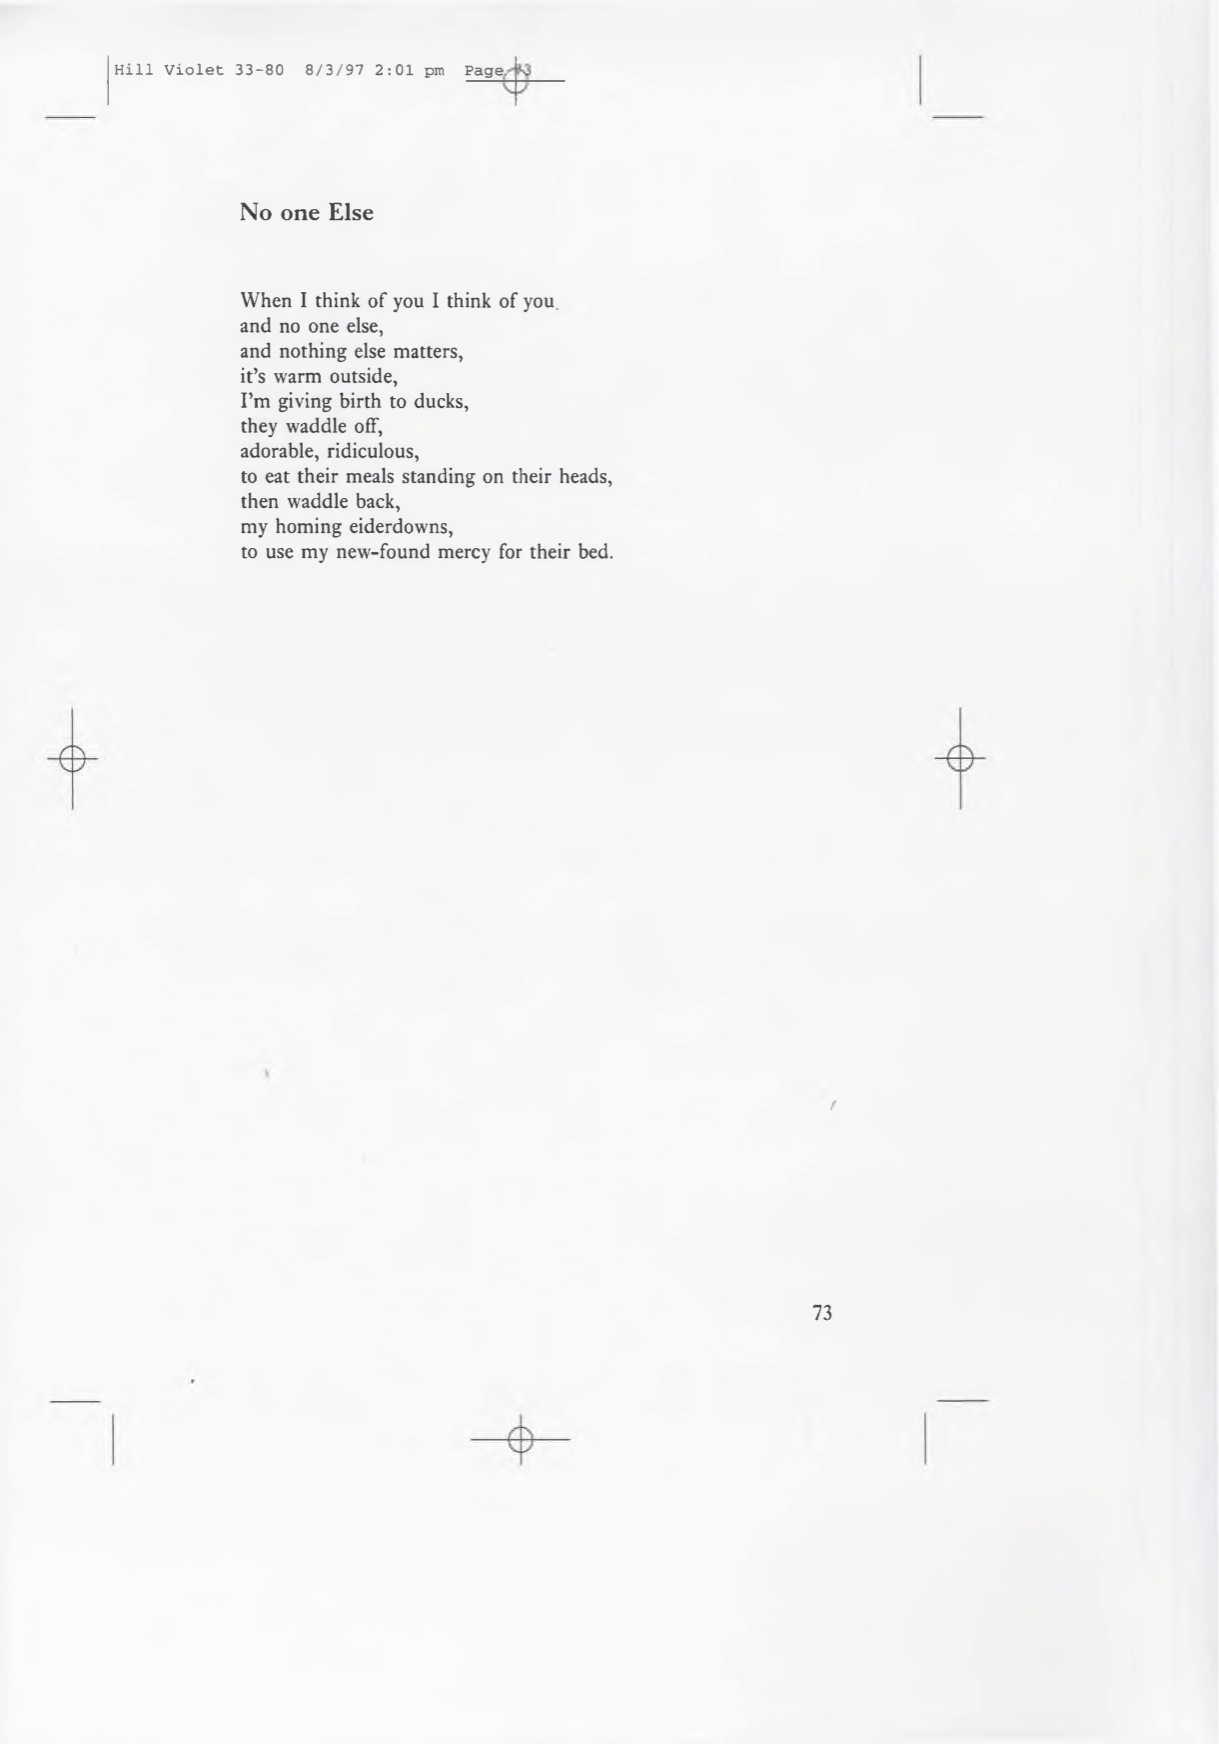 Hill Violet 33-80 8/3/97 2:01 pm Page 73
No one Else
When I think of you I think of you
and no one else,
and nothing else matters,
it's warm outside,
I'm giving birth to ducks,
they waddle off,
adorable, ridiculous,
to eat their meals standing on their heads,
then waddle back,
my homing eiderdowns,
to use my new-found mercy for their bed.
73